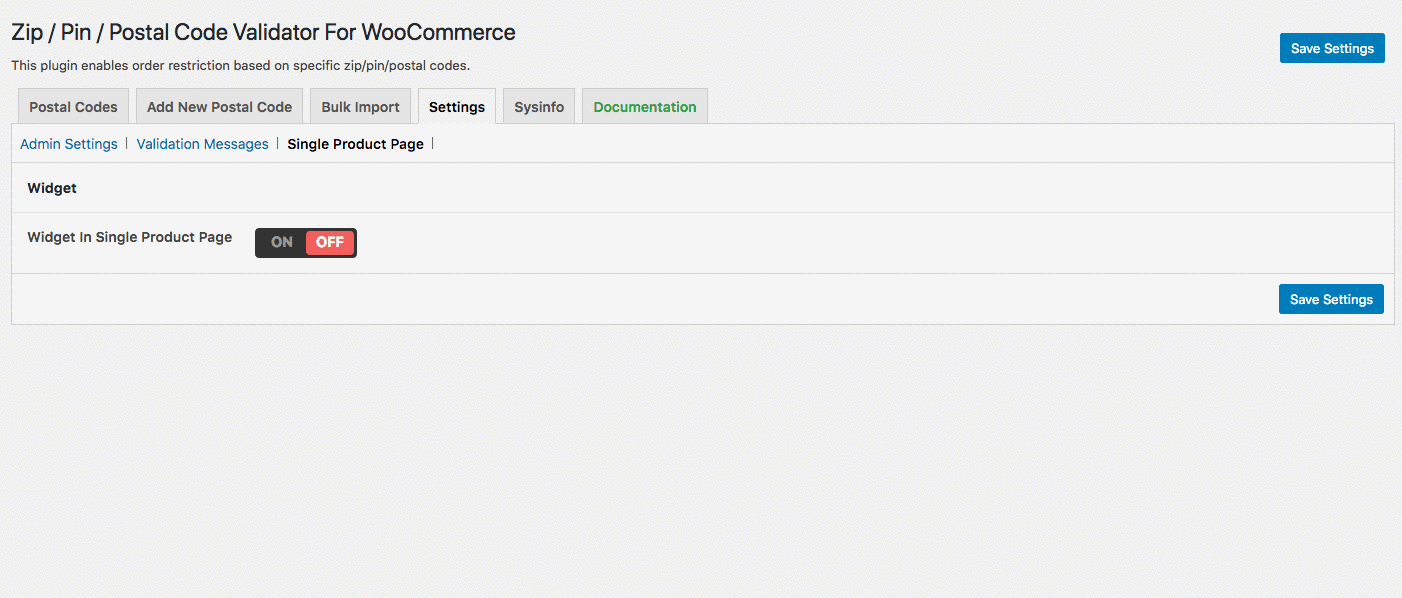 Zip / Pin / Postal Code Validator For WooCommerce
Save Settings
This plugin enables order restriction based on specific zip/pin/postal codes.
Postal Codes Add New Postal Code Bulk Import Settings Sysinfo Documentation
Admin Settings | Validation Messages | Single Product Page |
Widget
Widget In Single Product Page ON OFF
Save Settings